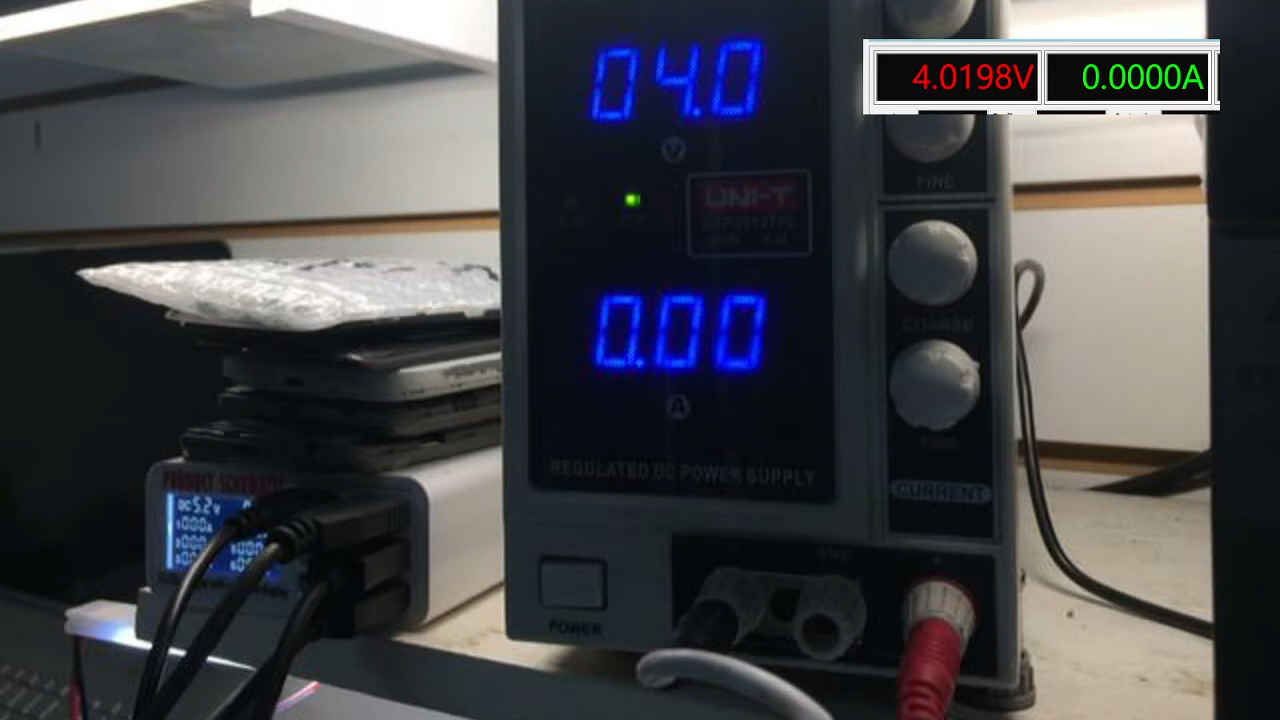 04.0
V
4.0198V 0.0000A
FINE
UNI-T
0.00
A
COARSE
FINE
REGULATED DC POWER SUPPLY
CURRENT
DC 5.2V
POWER